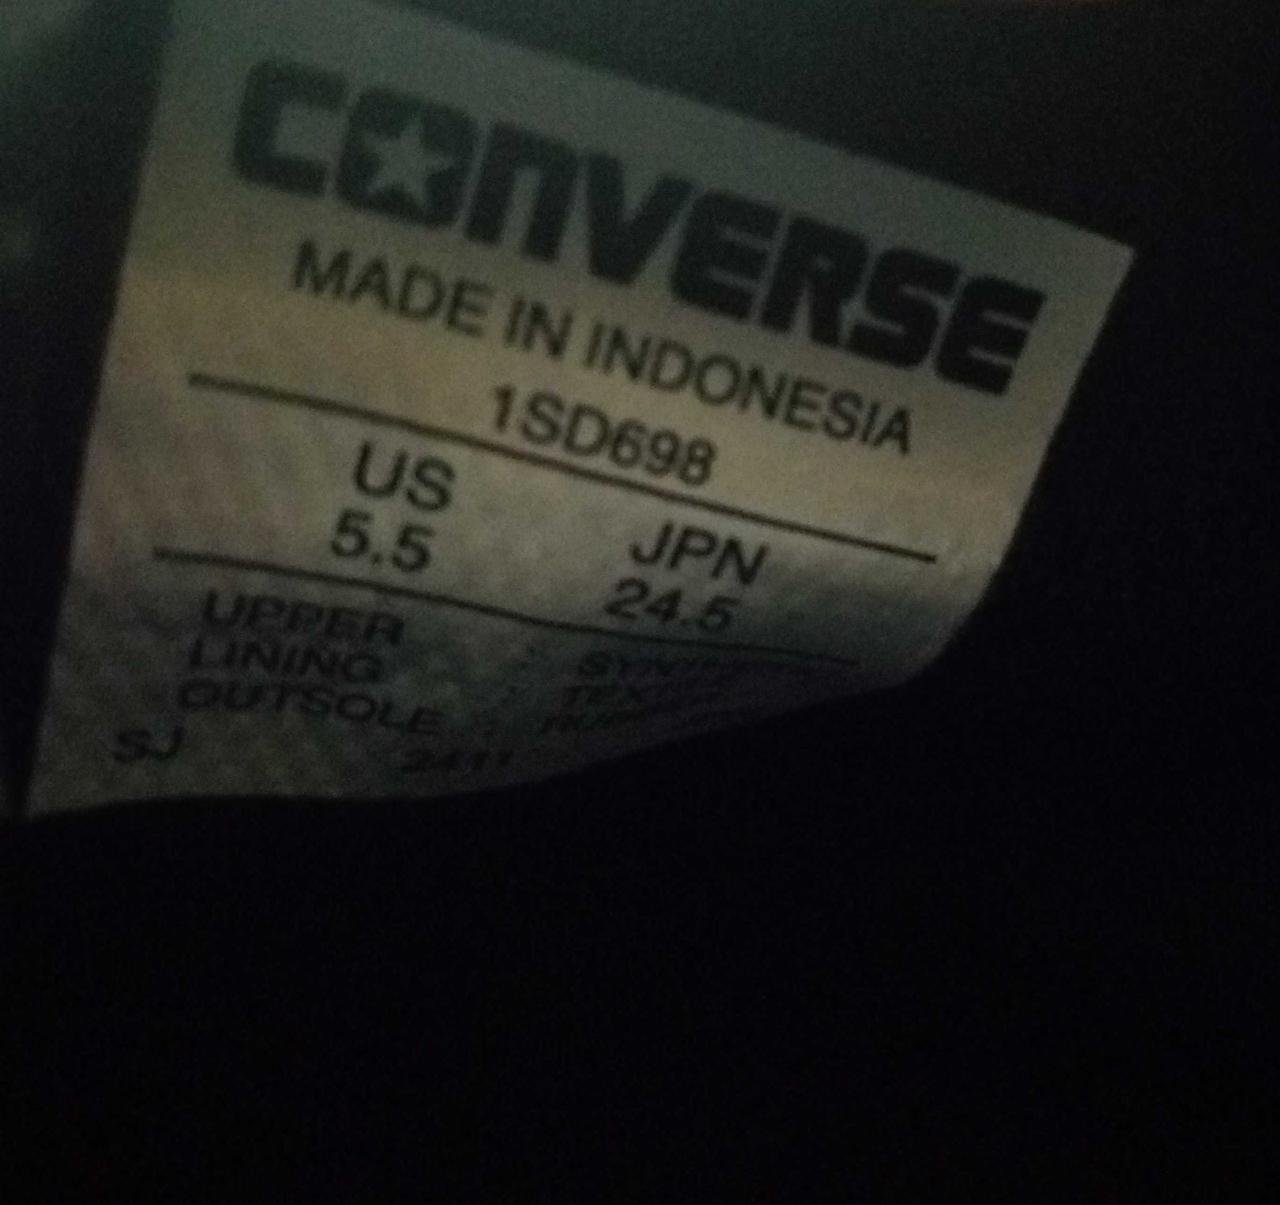 CONVERSE
MADE IN INDONESIA
1SD698
US JPN
5.5 24.5
UPPER :
LINING :
OUTSOLE :
SJ